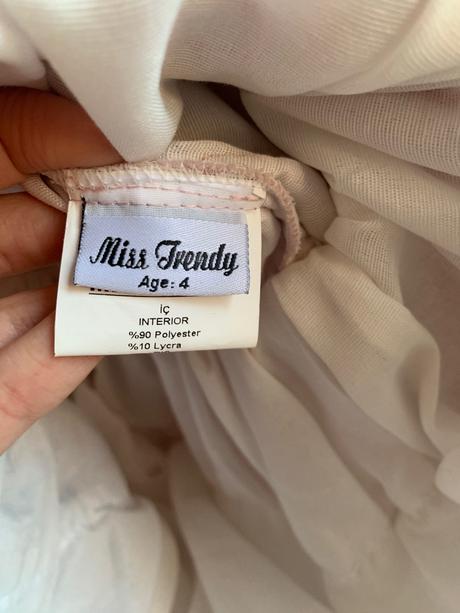 Miss Trendy
Age: 4
İÇ
INTERIOR
%90 Polyester
%10 Lycra